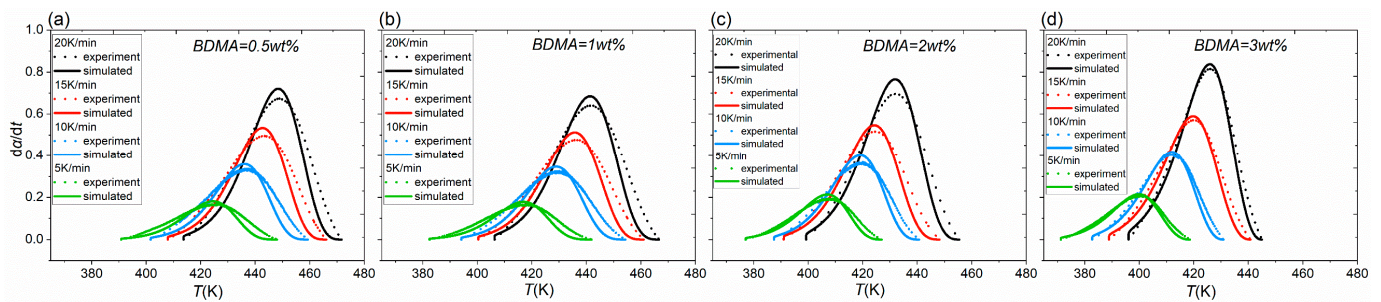 (a)
BDMA=0.5wt%
20K/min
experiment
simulated
15K/min
experiment
simulated
10K/min
experiment
simulated
5K/min
experiment
simulated
dα/dt
1.0
0.8
0.6
0.4
0.2
0.0
380 400 420 440 460 480
T(K)
(b)
BDMA=1wt%
20K/min
experiment
simulated
15K/min
experiment
simulated
10K/min
experiment
simulated
5K/min
experiment
simulated
380 400 420 440 460 480
T(K)
(c)
BDMA=2wt%
20K/min
experimental
simulated
15K/min
experimental
simulated
10K/min
experimental
simulated
5K/min
experimental
simulated
380 400 420 440 460 480
T(K)
(d)
BDMA=3wt%
20K/min
experiment
simulated
15K/min
experiment
simulated
10K/min
experiment
simulated
5K/min
experiment
simulated
380 400 420 440 460 480
T(K)